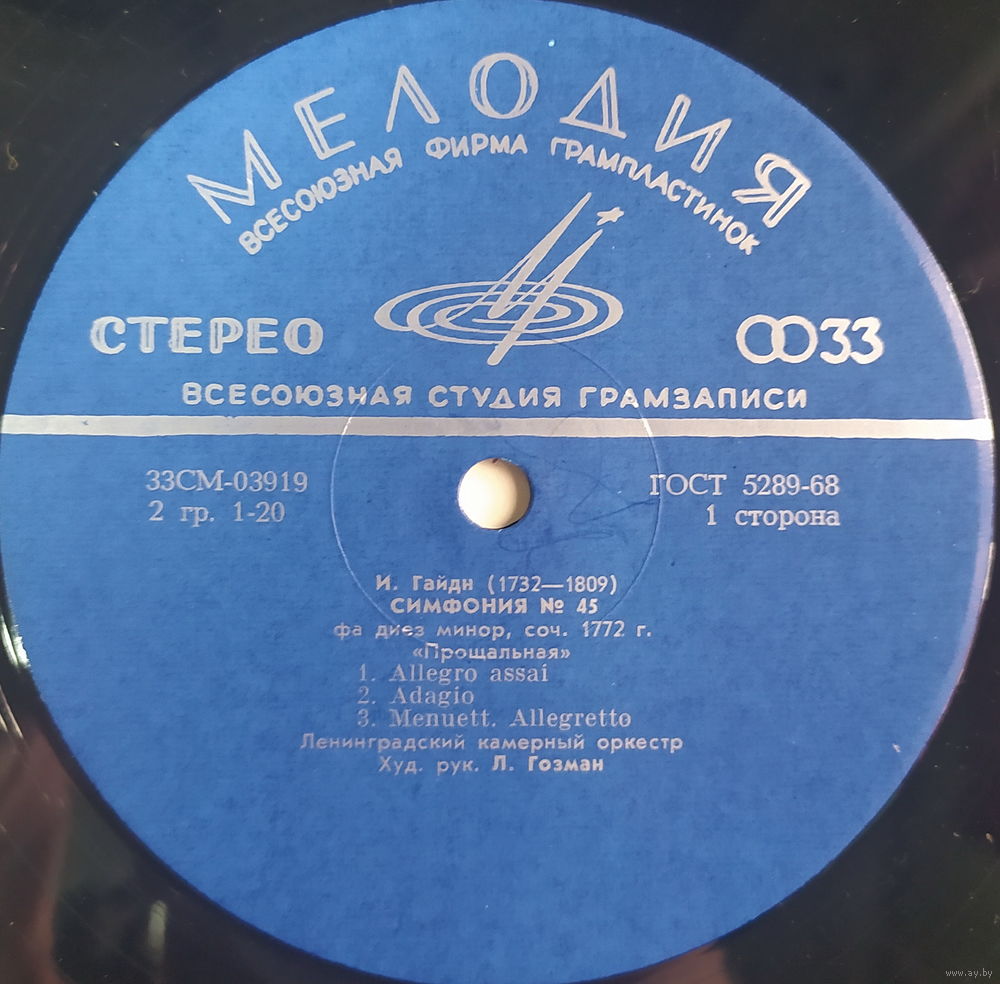 МЕЛОДИЯ
ВСЕСОЮЗНАЯ ФИРМА ГРАМПЛАСТИНОК
СТЕРЕО
33
ВСЕСОЮЗНАЯ СТУДИЯ ГРАМЗАПИСИ
33СМ-03919
ГОСТ 5289-68
2 гр. 1-20
1 сторона
И. Гайдн (1732—1809)
СИМФОНИЯ № 45
фа диез минор, соч. 1772 г.
«Прощальная»
1. Allegro assai
2. Adagio
3. Menuett. Allegretto
Ленинградский камерный оркестр
Худ. рук. Л. Гозман
www.ay.by